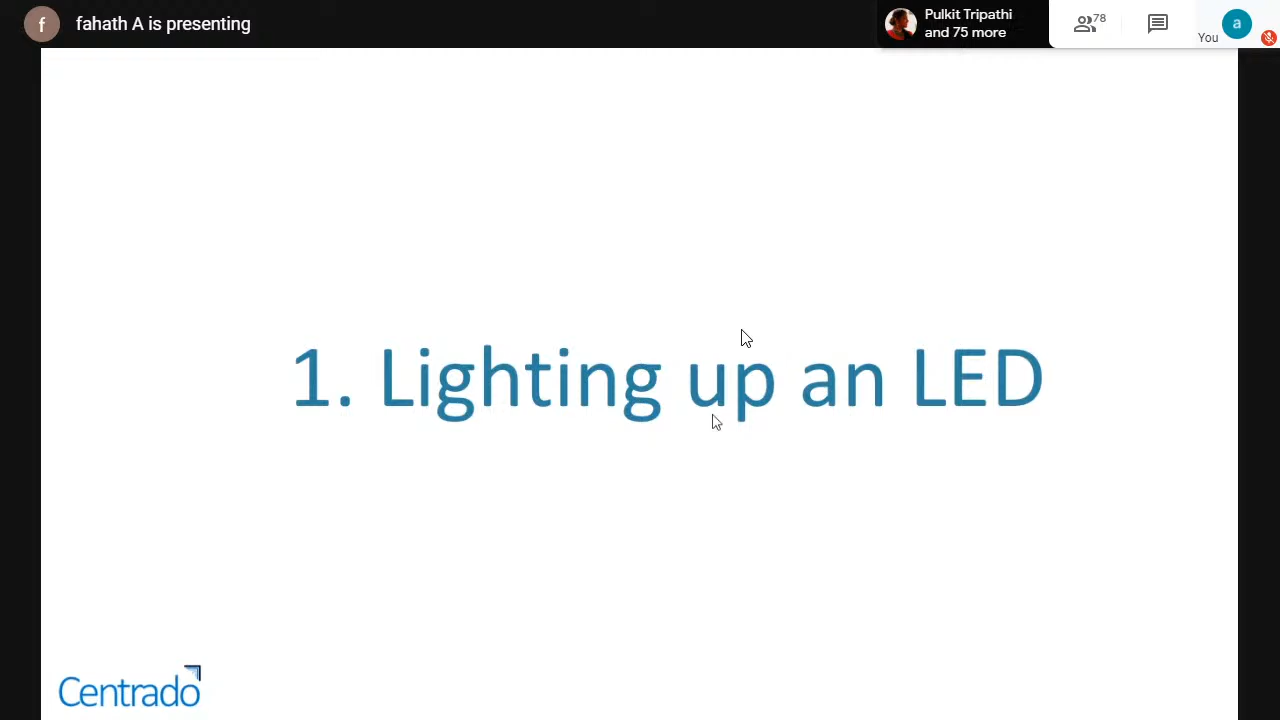 f
fahath A is presenting
Pulkit Tripathi
and 75 more
78
You
a
1. Lighting up an LED
Centrado